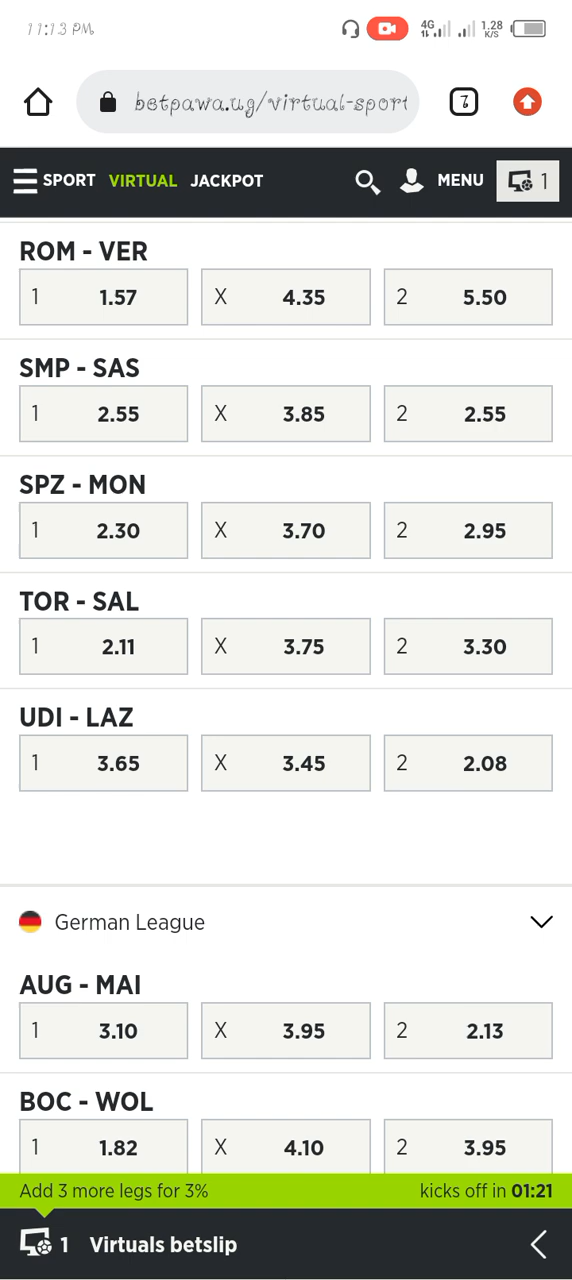 11:13 PM 4G 1.28 K/S
betpawa.ug/virtual-sport 7
SPORT VIRTUAL JACKPOT MENU 1
ROM - VER
1 1.57 X 4.35 2 5.50
SMP - SAS
1 2.55 X 3.85 2 2.55
SPZ - MON
1 2.30 X 3.70 2 2.95
TOR - SAL
1 2.11 X 3.75 2 3.30
UDI - LAZ
1 3.65 X 3.45 2 2.08
German League
AUG - MAI
1 3.10 X 3.95 2 2.13
BOC - WOL
1 1.82 X 4.10 2 3.95
Add 3 more legs for 3% kicks off in 01:21
1 Virtuals betslip